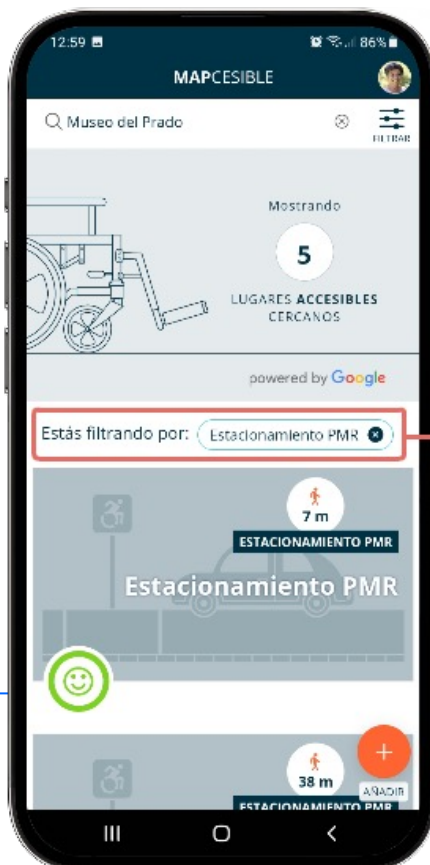 12:59
86%
MAPCESIBLE
Museo del Prado
FILTRAR
Mostrando
5
LUGARES ACCESIBLES
CERCANOS
powered by Google
Estás filtrando por: Estacionamiento PMR
7 m
ESTACIONAMIENTO PMR
Estacionamiento PMR
+
38 m
AÑADIR
ESTACIONAMIENTO PMR